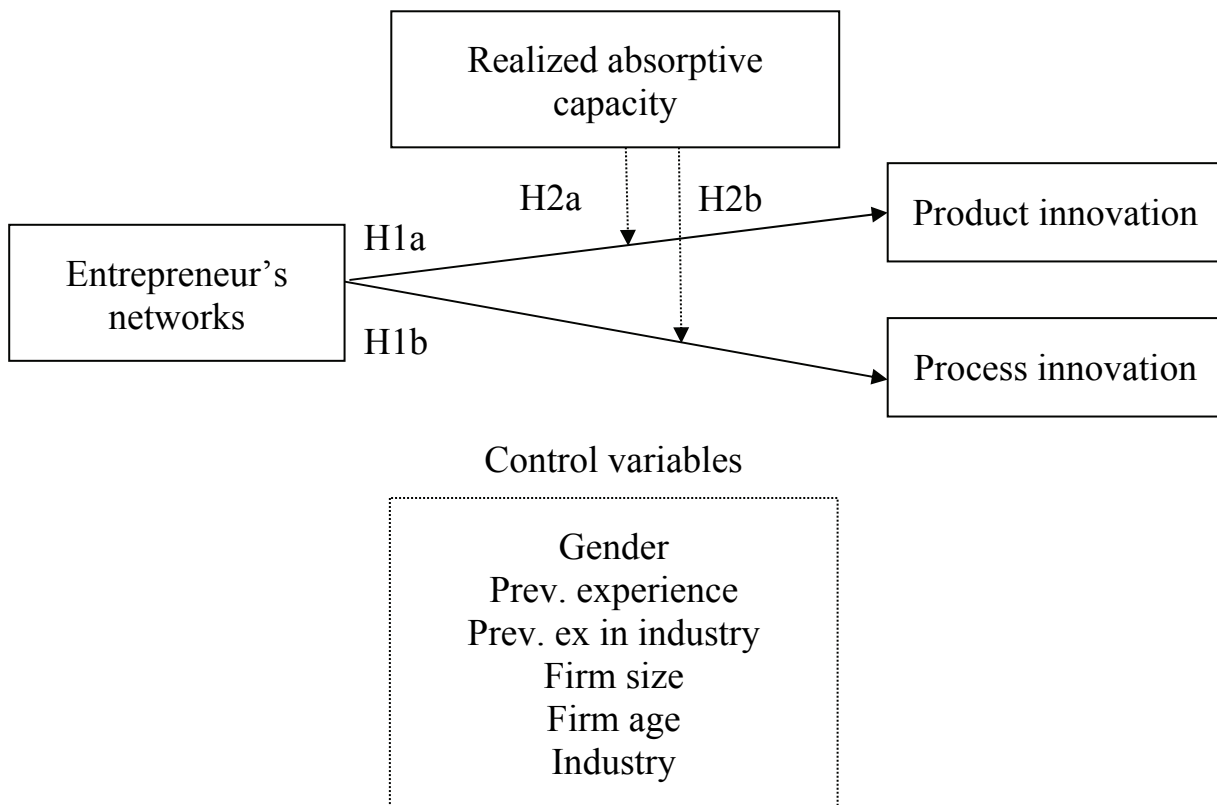 Realized absorptive
capacity
H2a
H2b
Product innovation
H1a
Entrepreneur’s
networks
H1b
Process innovation
Control variables
Gender
Prev. experience
Prev. ex in industry
Firm size
Firm age
Industry